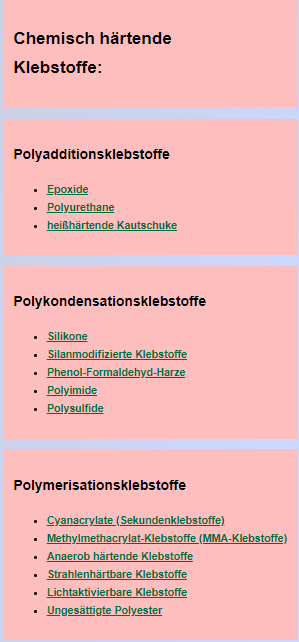 Chemisch härtende
Klebstoffe:
Polyadditionsklebstoffe
Epoxide
Polyurethane
heißhärtende Kautschuke
Polykondensationsklebstoffe
Silikone
Silanmodifizierte Klebstoffe
Phenol-Formaldehyd-Harze
Polyimide
Polysulfide
Polymerisationsklebstoffe
Cyanacrylate (Sekundenklebstoffe)
Methylmethacrylat-Klebstoffe (MMA-Klebstoffe)
Anaerob härtende Klebstoffe
Strahlenhärtbare Klebstoffe
Lichtaktivierbare Klebstoffe
Ungesättigte Polyester